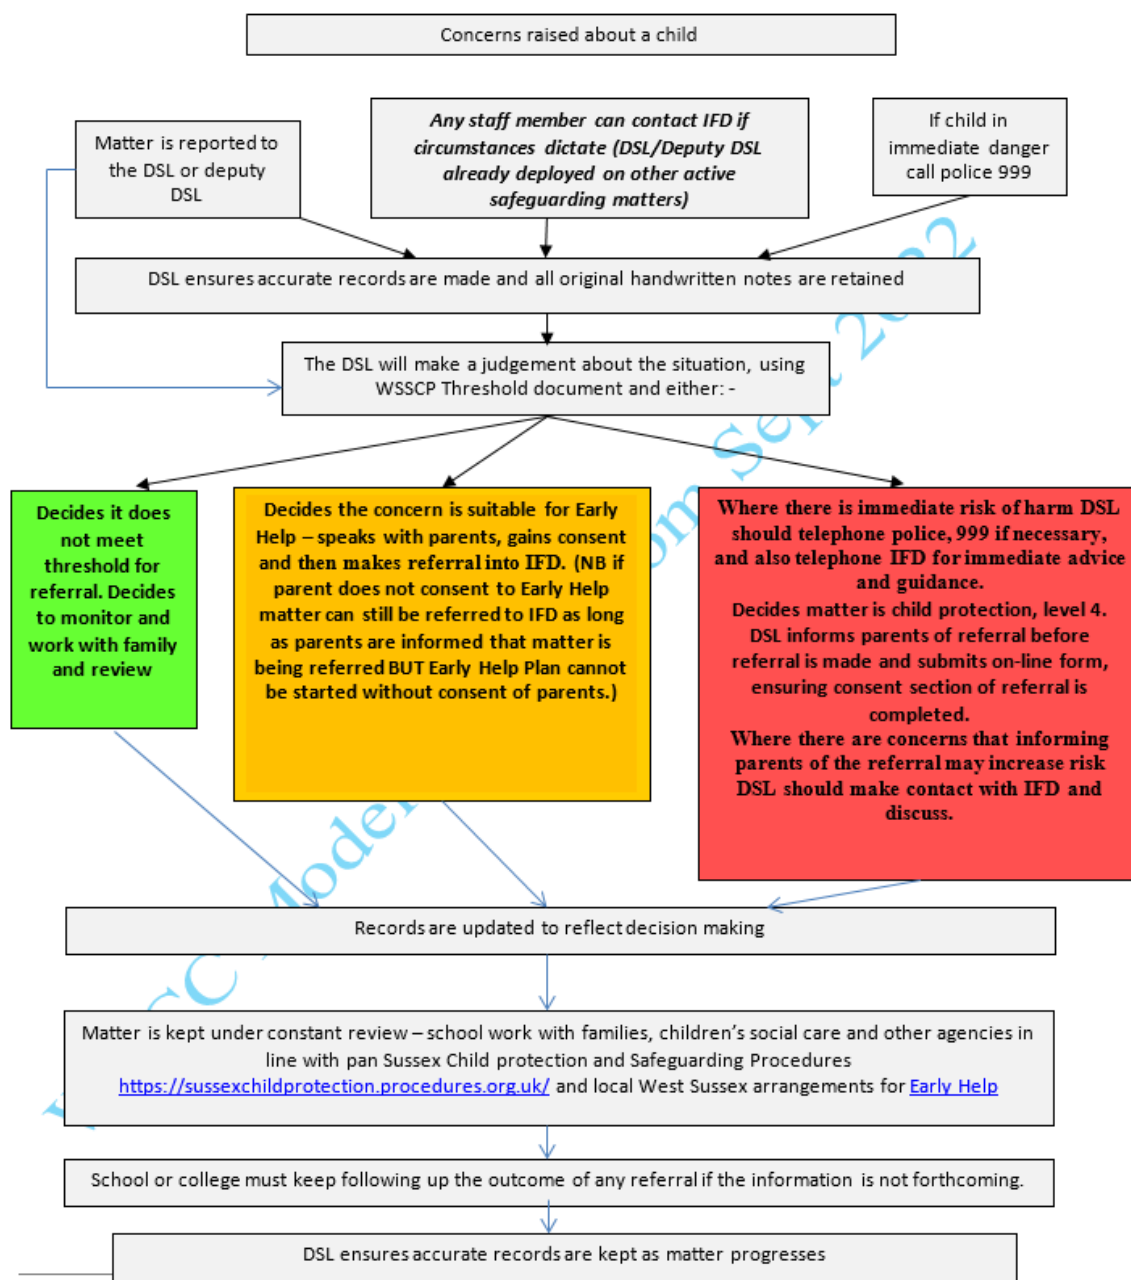 Concerns raised about a child
Matter is reported to
the DSL or deputy
DSL
Any staff member can contact IFD if
circumstances dictate (DSL/Deputy DSL
already deployed on other active
safeguarding matters)
If child in
immediate danger
call police 999
DSL ensures accurate records are made and all original handwritten notes are retained
The DSL will make a judgement about the situation, using
WSSCP Threshold document and either: -
Decides it does
not meet
threshold for
referral. Decides
to monitor and
work with family
and review
Decides the concern is suitable for Early
Help – speaks with parents, gains consent
and then makes referral into IFD. (NB if
parent does not consent to Early Help
matter can still be referred to IFD as long
as parents are informed that matter is
being referred BUT Early Help Plan cannot
be started without consent of parents.)
Where there is immediate risk of harm DSL
should telephone police, 999 if necessary,
and also telephone IFD for immediate advice
and guidance.
Decides matter is child protection, level 4.
DSL informs parents of referral before
referral is made and submits on-line form,
ensuring consent section of referral is
completed.
Where there are concerns that informing
parents of the referral may increase risk
DSL should make contact with IFD and
discuss.
Records are updated to reflect decision making
Matter is kept under constant review – school work with families, children's social care and other agencies in
line with pan Sussex Child protection and Safeguarding Procedures
https://sussexchildprotection.procedures.org.uk/ and local West Sussex arrangements for Early Help
School or college must keep following up the outcome of any referral if the information is not forthcoming.
DSL ensures accurate records are kept as matter progresses